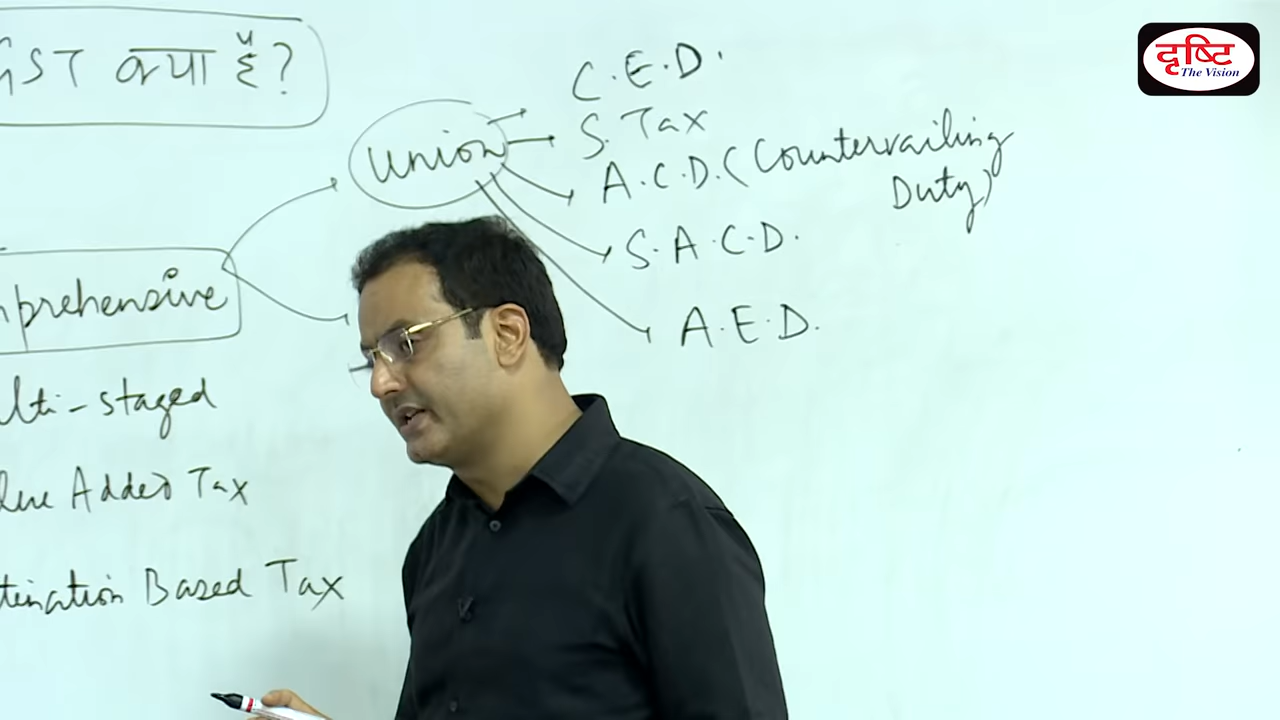 GST क्या है?
Union
C.E.D.
S. Tax
A.C.D. (Countervailing
Duty)
S.A.C.D.
A.E.D.
mprehensive
lti-staged
lue Added Tax
tination Based Tax
दृष्टि
The Vision